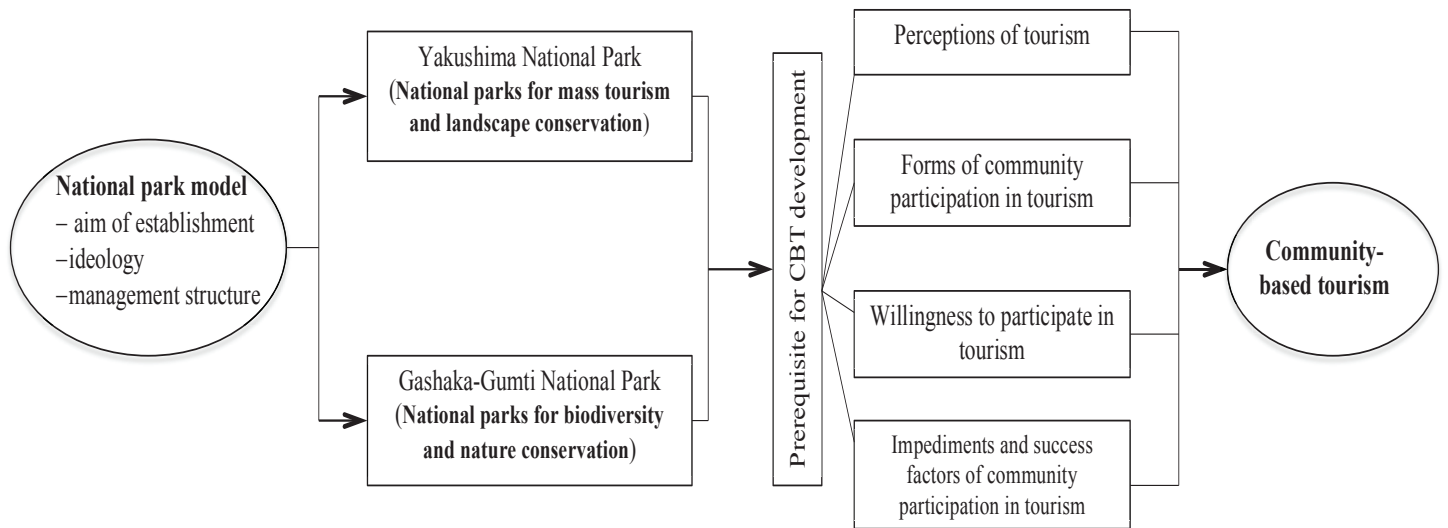 National park model
– aim of establishment
–ideology
–management structure
Yakushima National Park
(National parks for mass tourism
and landscape conservation)
Gashaka-Gumti National Park
(National parks for biodiversity
and nature conservation)
Prerequisite for CBT development
Perceptions of tourism
Forms of community
participation in tourism
Willingness to participate in
tourism
Impediments and success
factors of community
participation in tourism
Community-
based tourism